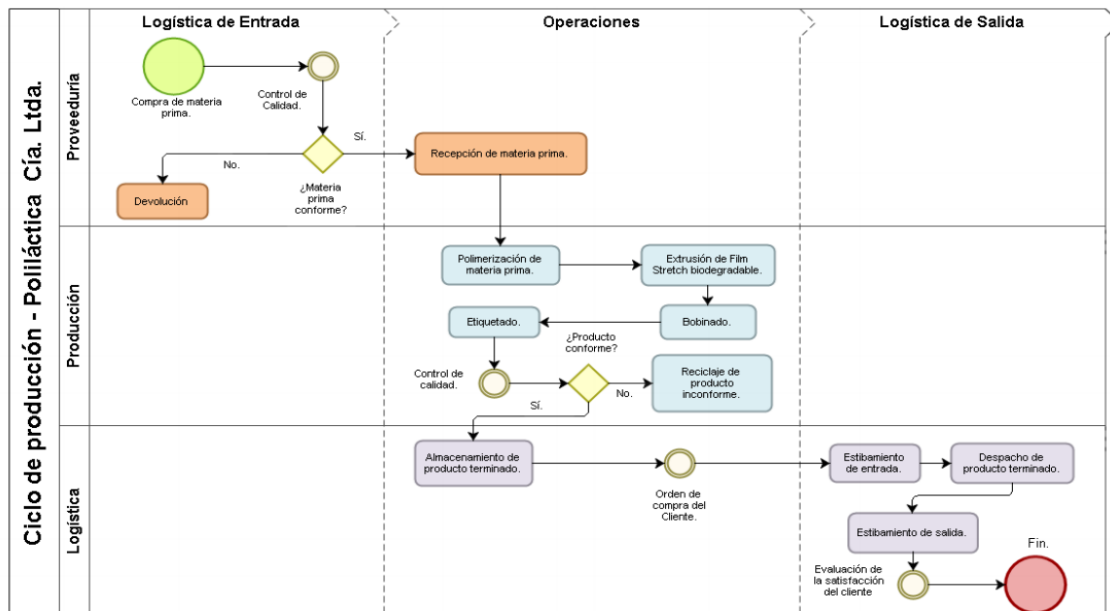 Ciclo de producción - Poliláctica Cía. Ltda.
Logística de Entrada
Operaciones
Logística de Salida
Proveeduría
Compra de materia
prima.
Control de
Calidad.
Sí.
No.
¿Materia
prima
conforme?
Devolución
Recepción de materia prima.
Producción
Polimerización de
materia prima.
Extrusión de Film
Stretch biodegradable.
Etiquetado.
Bobinado.
¿Producto
conforme?
Control de
calidad.
No.
Sí.
Reciclaje de
producto
inconforme.
Logística
Almacenamiento de
producto terminado.
Orden de
compra del
Cliente.
Estibamiento
de entrada.
Despacho de
producto terminado.
Estibamiento de salida.
Evaluación de
la satisfacción
del cliente
Fin.